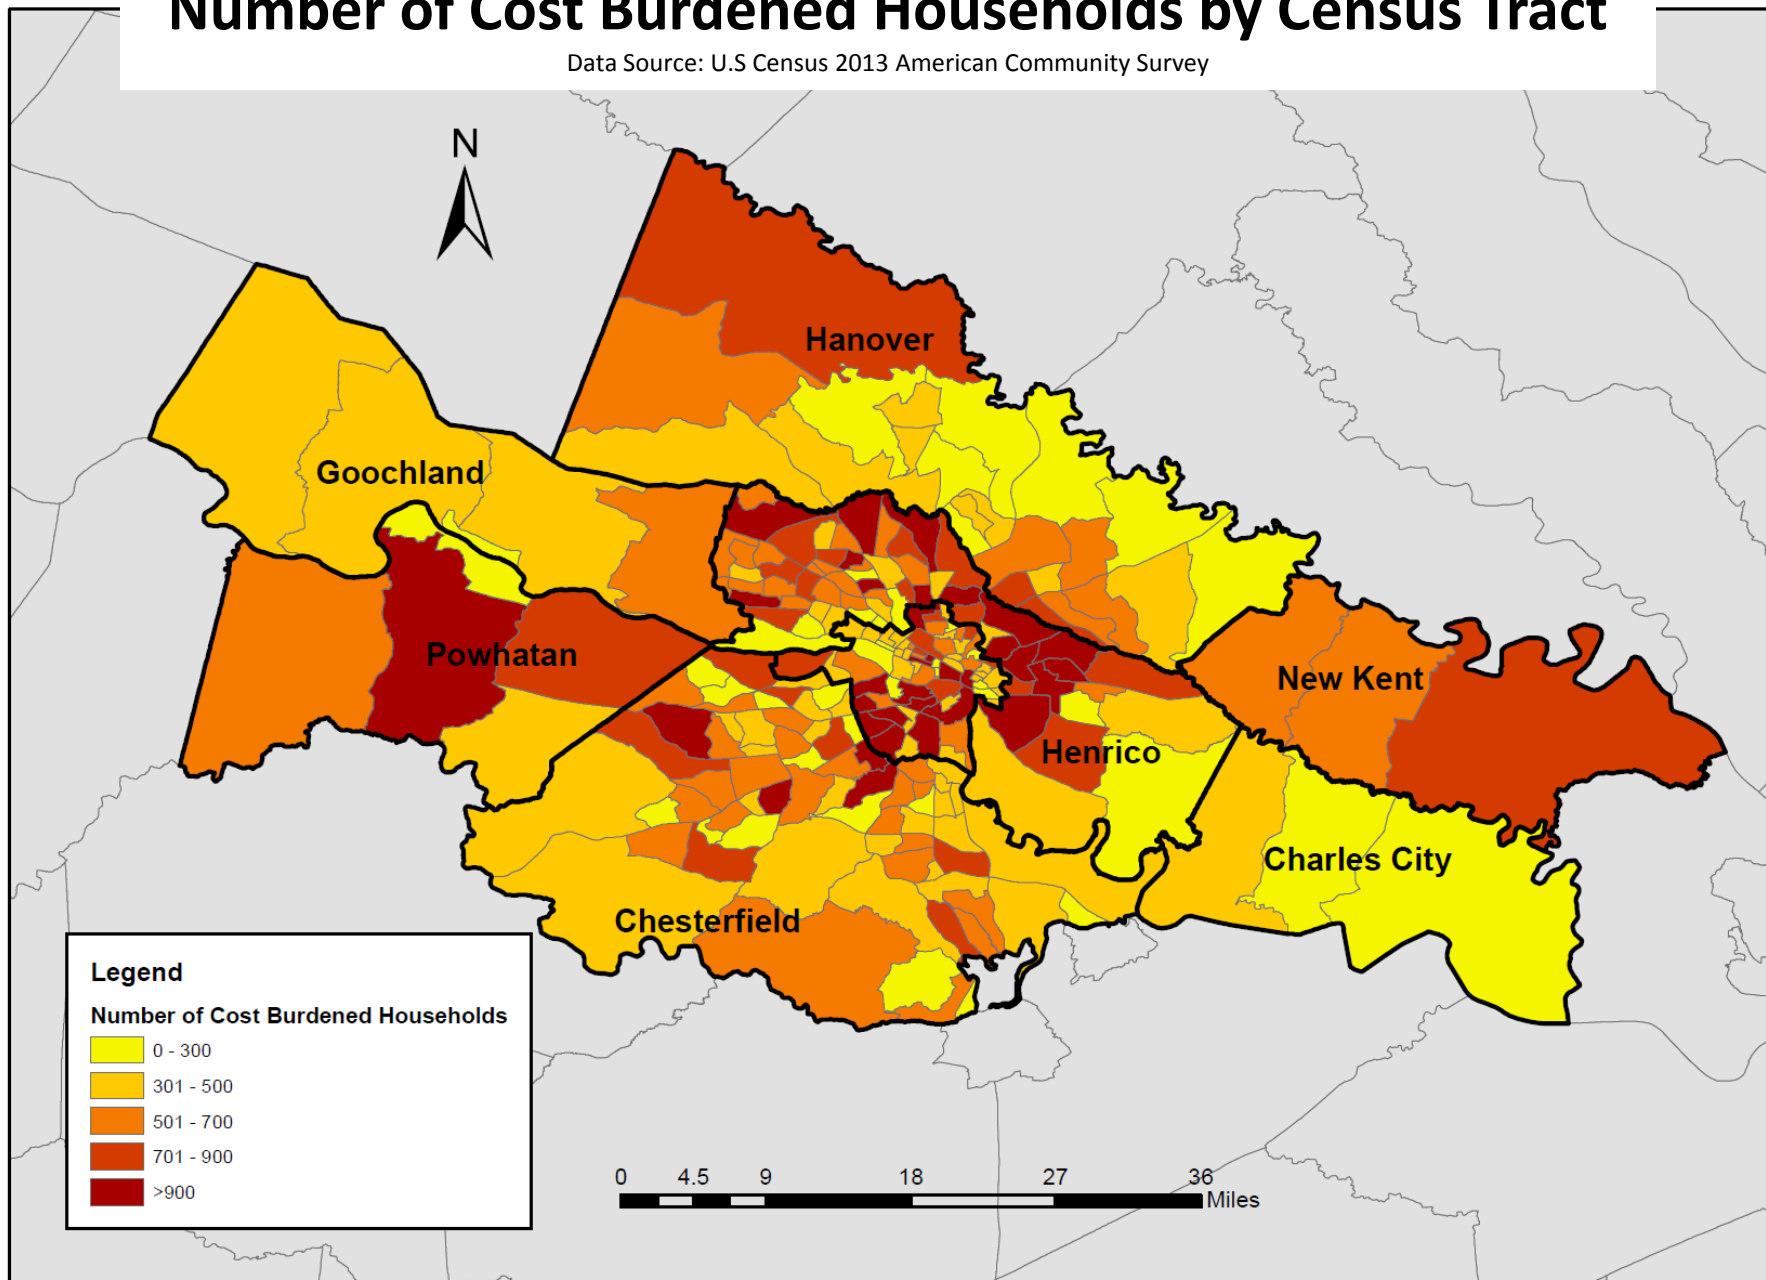 Number of Cost Burdened Households by Census Tract
Data Source: U.S Census 2013 American Community Survey
N
Hanover
Goochland
Powhatan
New Kent
Henrico
Charles City
Chesterfield
Legend
Number of Cost Burdened Households
0 - 300
301 - 500
501 - 700
701 - 900
>900
0 4.5 9 18 27 36
Miles